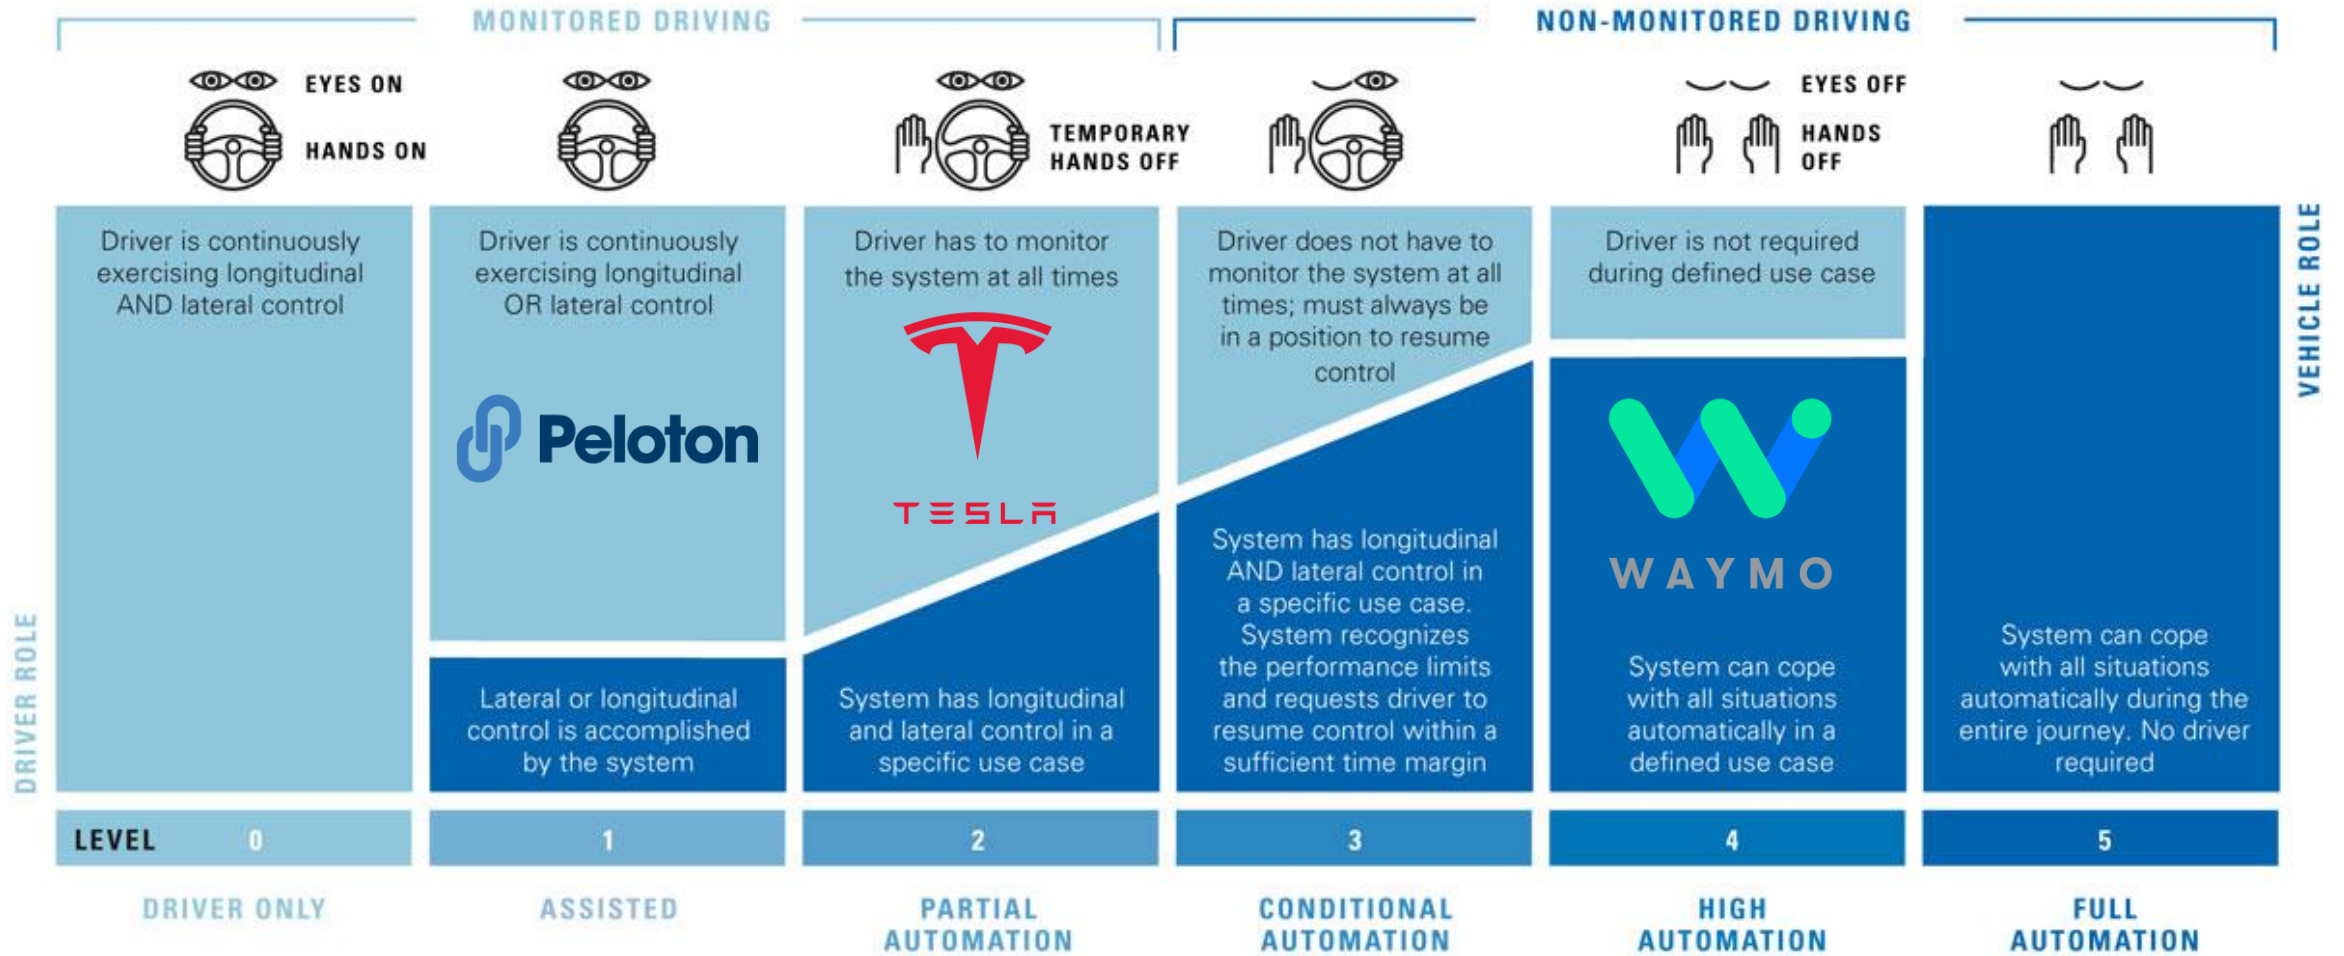 MONITORED DRIVING
NON-MONITORED DRIVING
EYES ON
HANDS ON
TEMPORARY
HANDS OFF
EYES OFF
HANDS
OFF
Driver is continuously
exercising longitudinal
AND lateral control
Driver is continuously
exercising longitudinal
OR lateral control
Peloton
Lateral or longitudinal
control is accomplished
by the system
Driver has to monitor
the system at all times
TESLA
System has longitudinal
and lateral control in a
specific use case
Driver does not have to
monitor the system at all
times; must always be
in a position to resume
control
System has longitudinal
AND lateral control in
a specific use case.
System recognizes
the performance limits
and requests driver to
resume control within a
sufficient time margin
Driver is not required
during defined use case
WAYMO
System can cope
with all situations
automatically in a
defined use case
System can cope
with all situations
automatically during the
entire journey. No driver
required
DRIVER ROLE
VEHICLE ROLE
LEVEL 0 1 2 3 4 5
DRIVER ONLY
ASSISTED
PARTIAL
AUTOMATION
CONDITIONAL
AUTOMATION
HIGH
AUTOMATION
FULL
AUTOMATION